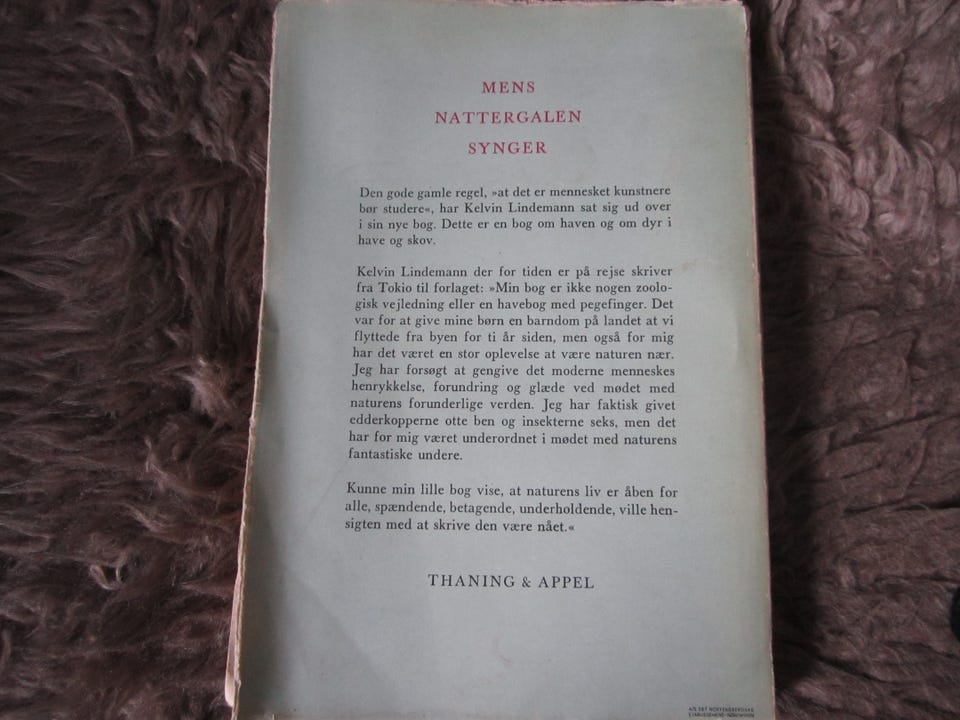 MENS
NATTERGALEN
SYNGER
Den gode gamle regel, »at det er mennesket kunstnere
bør studere«, har Kelvin Lindemann sat sig ud over
i sin nye bog. Dette er en bog om haven og om dyr i
have og skov.
Kelvin Lindemann der for tiden er på rejse skriver
fra Tokio til forlaget: »Min bog er ikke nogen zoolo-
gisk vejledning eller en havebog med pegefinger. Det
var for at give mine børn en barndom på landet at vi
flyttede fra byen for ti år siden, men også for mig
har det været en stor oplevelse at være naturen nær.
Jeg har forsøgt at gengive det moderne menneskes
henrykkelse, forundring og glæde ved mødet med
naturens forunderlige verden. Jeg har faktisk givet
edderkopperne otte ben og insekterne seks, men det
har for mig været underordnet i mødet med naturens
fantastiske undere.
Kunne min lille bog vise, at naturens liv er åben for
alle, spændende, betagende, underholdende, ville hen-
sigten med at skrive den være nået.«
THANING & APPEL
A/S DET